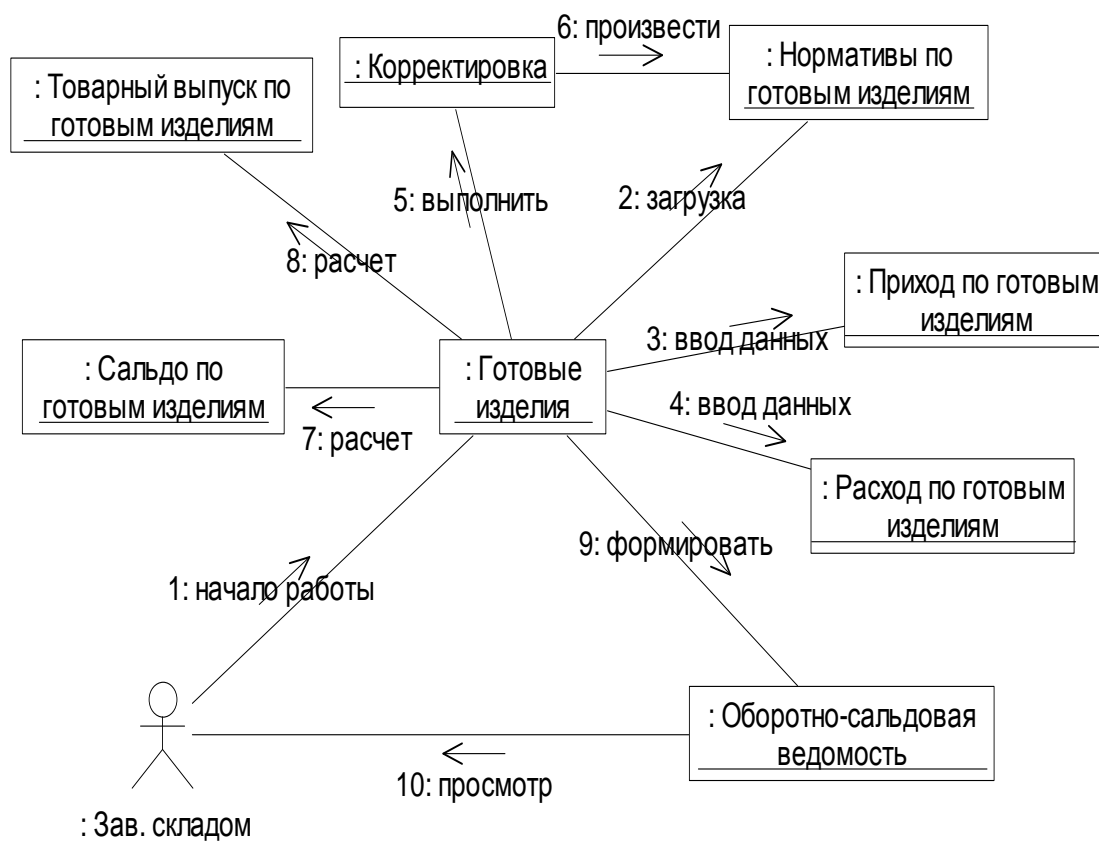 6: произвести
: Корректировка
: Нормативы по
готовым изделиям
: Товарный выпуск по
готовым изделиям
5: выполнить
2: загрузка
8: расчет
: Приход по готовым
изделиям
3: ввод данных
: Сальдо по
готовым изделиям
: Готовые
изделия
4: ввод данных
7: расчет
: Расход по готовым
изделиям
9: формировать
1: начало работы
: Оборотно-сальдовая
ведомость
10: просмотр
: Зав. складом